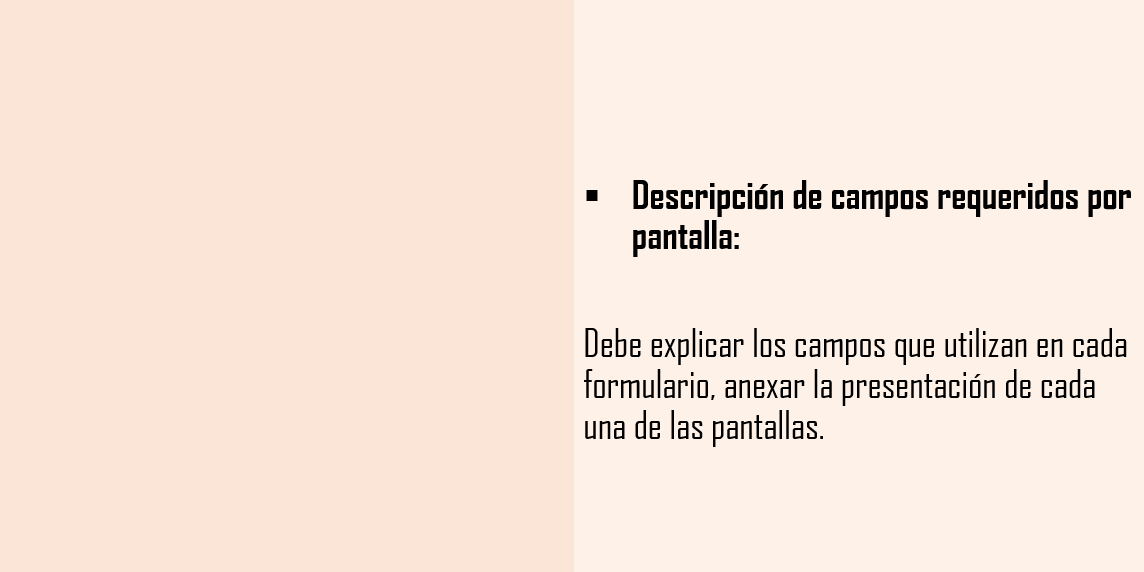 ▪ Descripción de campos requeridos por
pantalla:
Debe explicar los campos que utilizan en cada
formulario, anexar la presentación de cada
una de las pantallas.